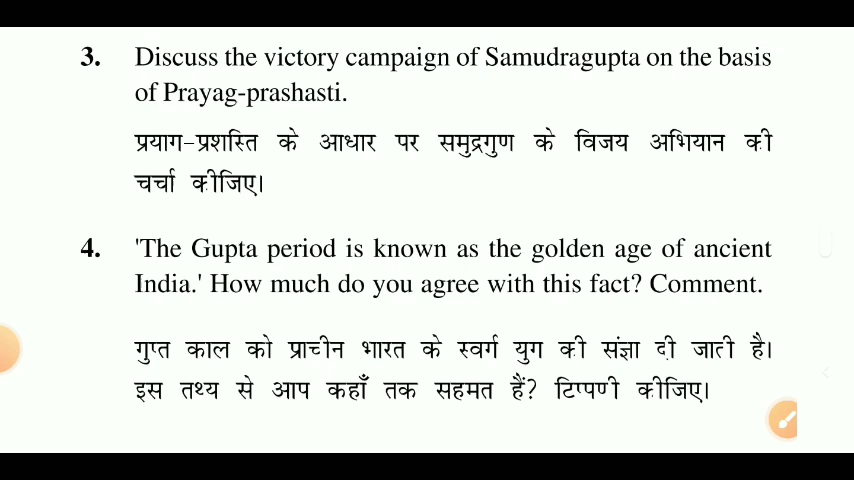 3. Discuss the victory campaign of Samudragupta on the basis
of Prayag-prashasti.
प्रयाग-प्रशस्ति के आधार पर समुद्रगुण के विजय अभियान की
चर्चा कीजिए।
4. 'The Gupta period is known as the golden age of ancient
India.' How much do you agree with this fact? Comment.
गुप्त काल को प्राचीन भारत के स्वर्ग युग की संज्ञा दी जाती है।
इस तथ्य से आप कहाँ तक सहमत हैं? टिप्पणी कीजिए।